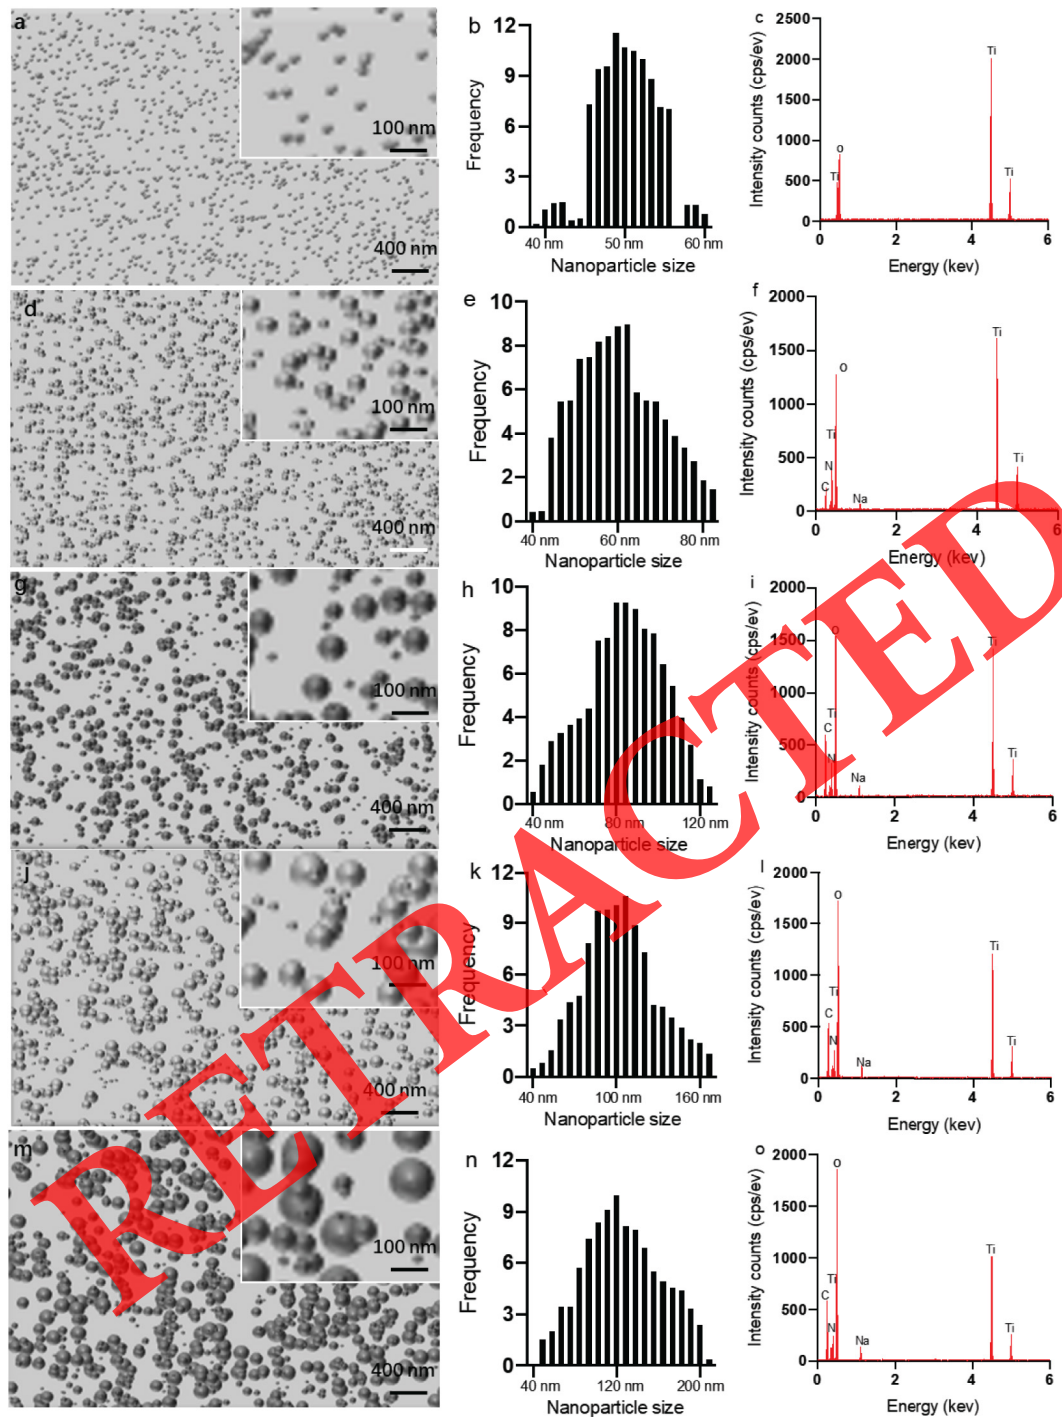 a
100 nm
400 nm
b
12
9
6
3
0
Frequency
40 nm
50 nm
60 nm
Nanoparticle size
c
2500
2000
1500
1000
500
0
Intensity counts (cps/ev)
Ti
O
Ti
Ti
0
2
4
6
Energy (kev)
d
100 nm
400 nm
e
10
8
6
4
2
0
Frequency
40 nm
60 nm
80 nm
Nanoparticle size
f
2000
1500
1000
500
0
Intensity counts (cps/ev)
Ti
O
Ti
N
C
Na
Ti
0
2
4
6
Energy (kev)
g
100 nm
400 nm
h
10
8
6
4
2
0
Frequency
40 nm
80 nm
120 nm
Nanoparticle size
i
2000
1500
1000
500
0
Intensity counts (cps/ev)
O
Ti
Ti
C
N
Na
Ti
0
2
4
6
Energy (kev)
j
100 nm
400 nm
k
12
9
6
3
0
Frequency
40 nm
100 nm
160 nm
Nanoparticle size
l
2000
1500
1000
500
0
Intensity counts (cps/ev)
O
Ti
Ti
C
N
Na
Ti
0
2
4
6
Energy (kev)
m
100 nm
400 nm
n
12
9
6
3
0
Frequency
40 nm
120 nm
200 nm
Nanoparticle size
o
2000
1500
1000
500
0
Intensity counts (cps/ev)
O
Ti
Ti
C
N
Na
Ti
0
2
4
6
Energy (kev)
RETRACTED